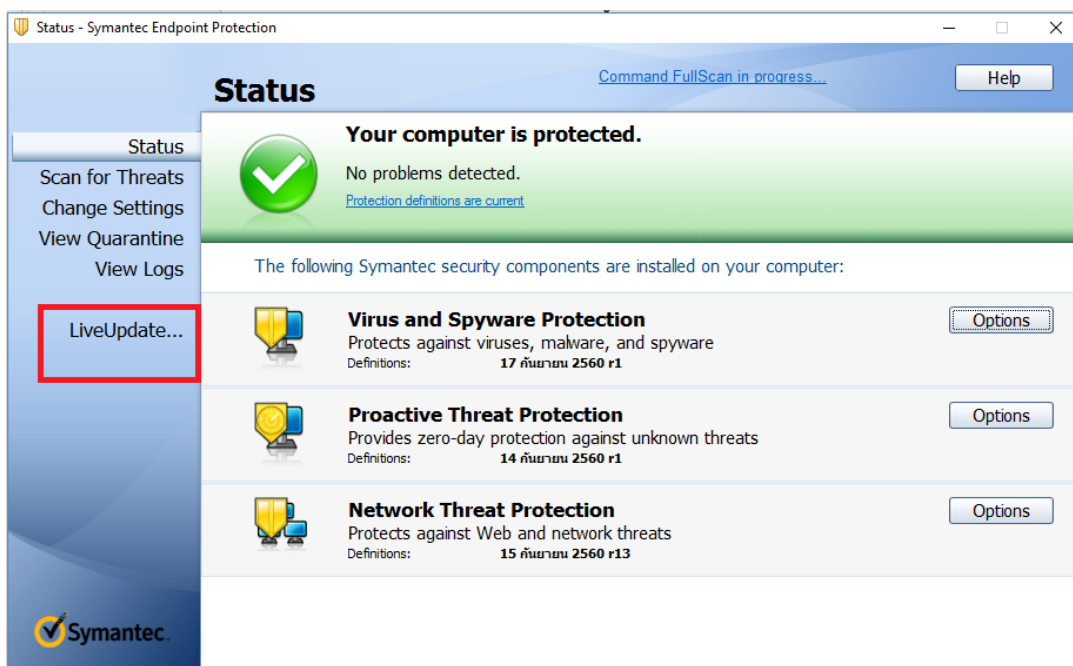 Status - Symantec Endpoint Protection
Status
Command FullScan in progress...
Help
Status
Scan for Threats
Change Settings
View Quarantine
View Logs
LiveUpdate...
Your computer is protected.
No problems detected.
Protection definitions are current
The following Symantec security components are installed on your computer:
Virus and Spyware Protection
Protects against viruses, malware, and spyware
Definitions: 17 กันยายน 2560 r1
Options
Proactive Threat Protection
Provides zero-day protection against unknown threats
Definitions: 14 กันยายน 2560 r1
Options
Network Threat Protection
Protects against Web and network threats
Definitions: 15 กันยายน 2560 r13
Options
Symantec.